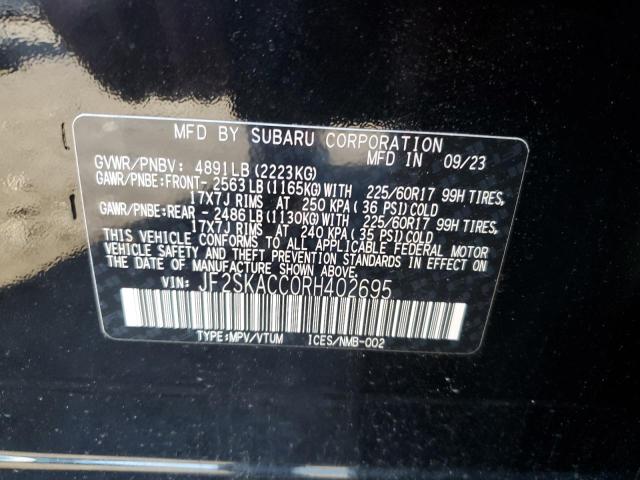 MFD BY SUBARU CORPORATION
MFD IN 09/23
GVWR/PNBV: 4891LB (2223KG)
GAWR/PNBE:FRONT- 2563LB (1165KG) WITH 225/60R17 99H TIRES,
17X7J RIMS AT 250 KPA ( 36 PSI) COLD
GAWR/PNBE:REAR - 2486LB (1130KG) WITH 225/60R17 99H TIRES,
17X7J RIMS AT 240 KPA ( 35 PSI) COLD
THIS VEHICLE CONFORMS TO ALL APPLICABLE FEDERAL MOTOR
VEHICLE SAFETY AND THEFT PREVENTION STANDARDS IN EFFECT ON
THE DATE OF MANUFACTURE SHOWN ABOVE.
VIN: JF2SKACC0RH402695
TYPE:MPV/VTUM ICES/NMB-002